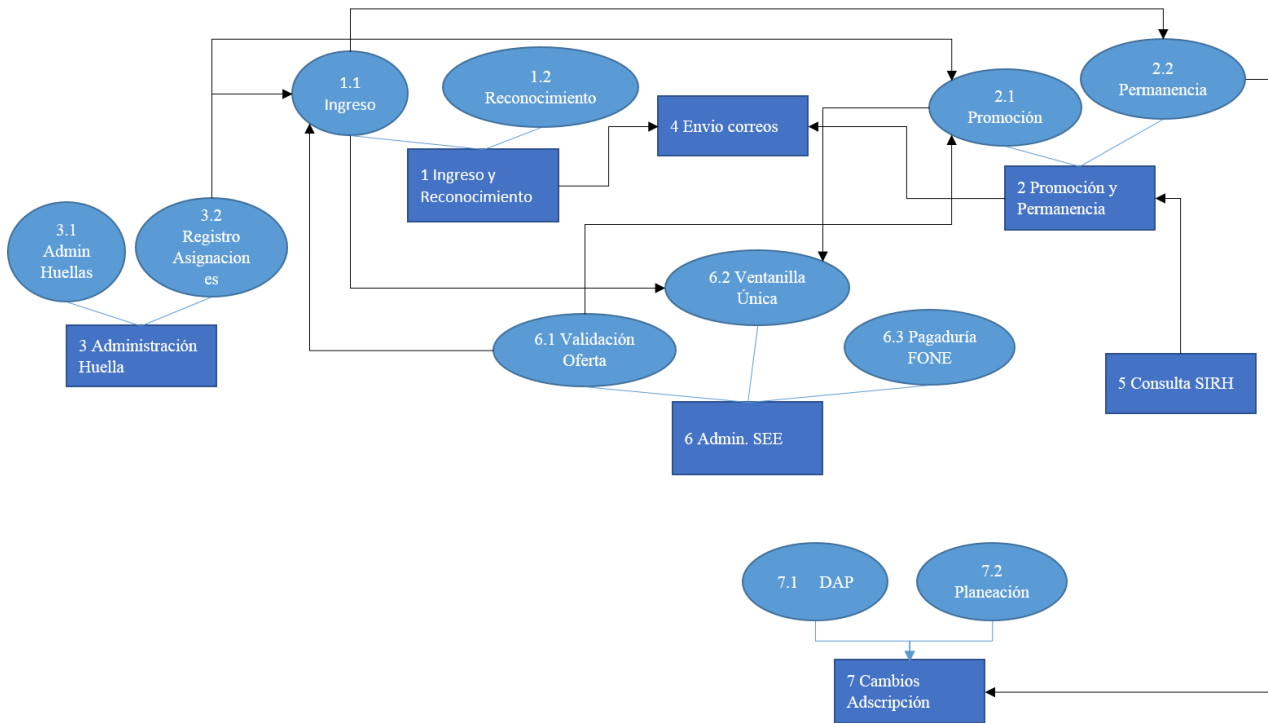 1.1
Ingreso
1.2
Reconocimiento
2.2
Permanencia
2.1
Promoción
4 Envio correos
1 Ingreso y
Reconocimiento
2 Promoción y
Permanencia
3.1
Admin
Huellas
3.2
Registro
Asignacion
es
6.2 Ventanilla
Única
3 Administración
Huella
6.1 Validación
Oferta
6.3 Pagaduría
FONE
5 Consulta SIRH
6 Admin. SEE
7.1 DAP
7.2
Planeación
7 Cambios
Adscripción